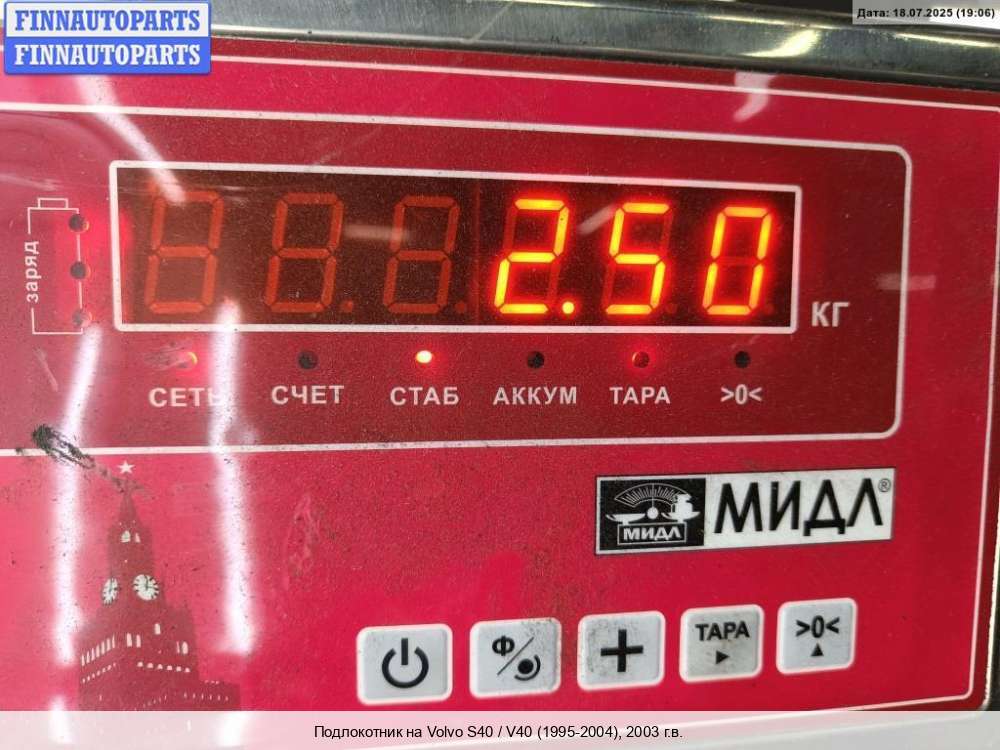 FINNAUTOPARTS
FINNAUTOPARTS
Дата: 18.07.2025 (19:06)
заряд
2.50
КГ
СЕТЬ СЧЕТ СТАБ АККУМ ТАРА >0<
МИДЛ МИДЛ®
Ф ТАРА >0<
Подлокотник на Volvo S40 / V40 (1995-2004), 2003 г.в.